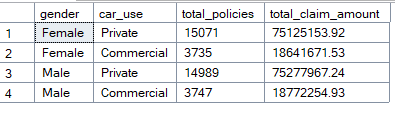 gender car_use total_policies total_claim_amount
1 Female Private 15071 75125153.92
2 Female Commercial 3735 18641671.53
3 Male Private 14989 75277967.24
4 Male Commercial 3747 18772254.93